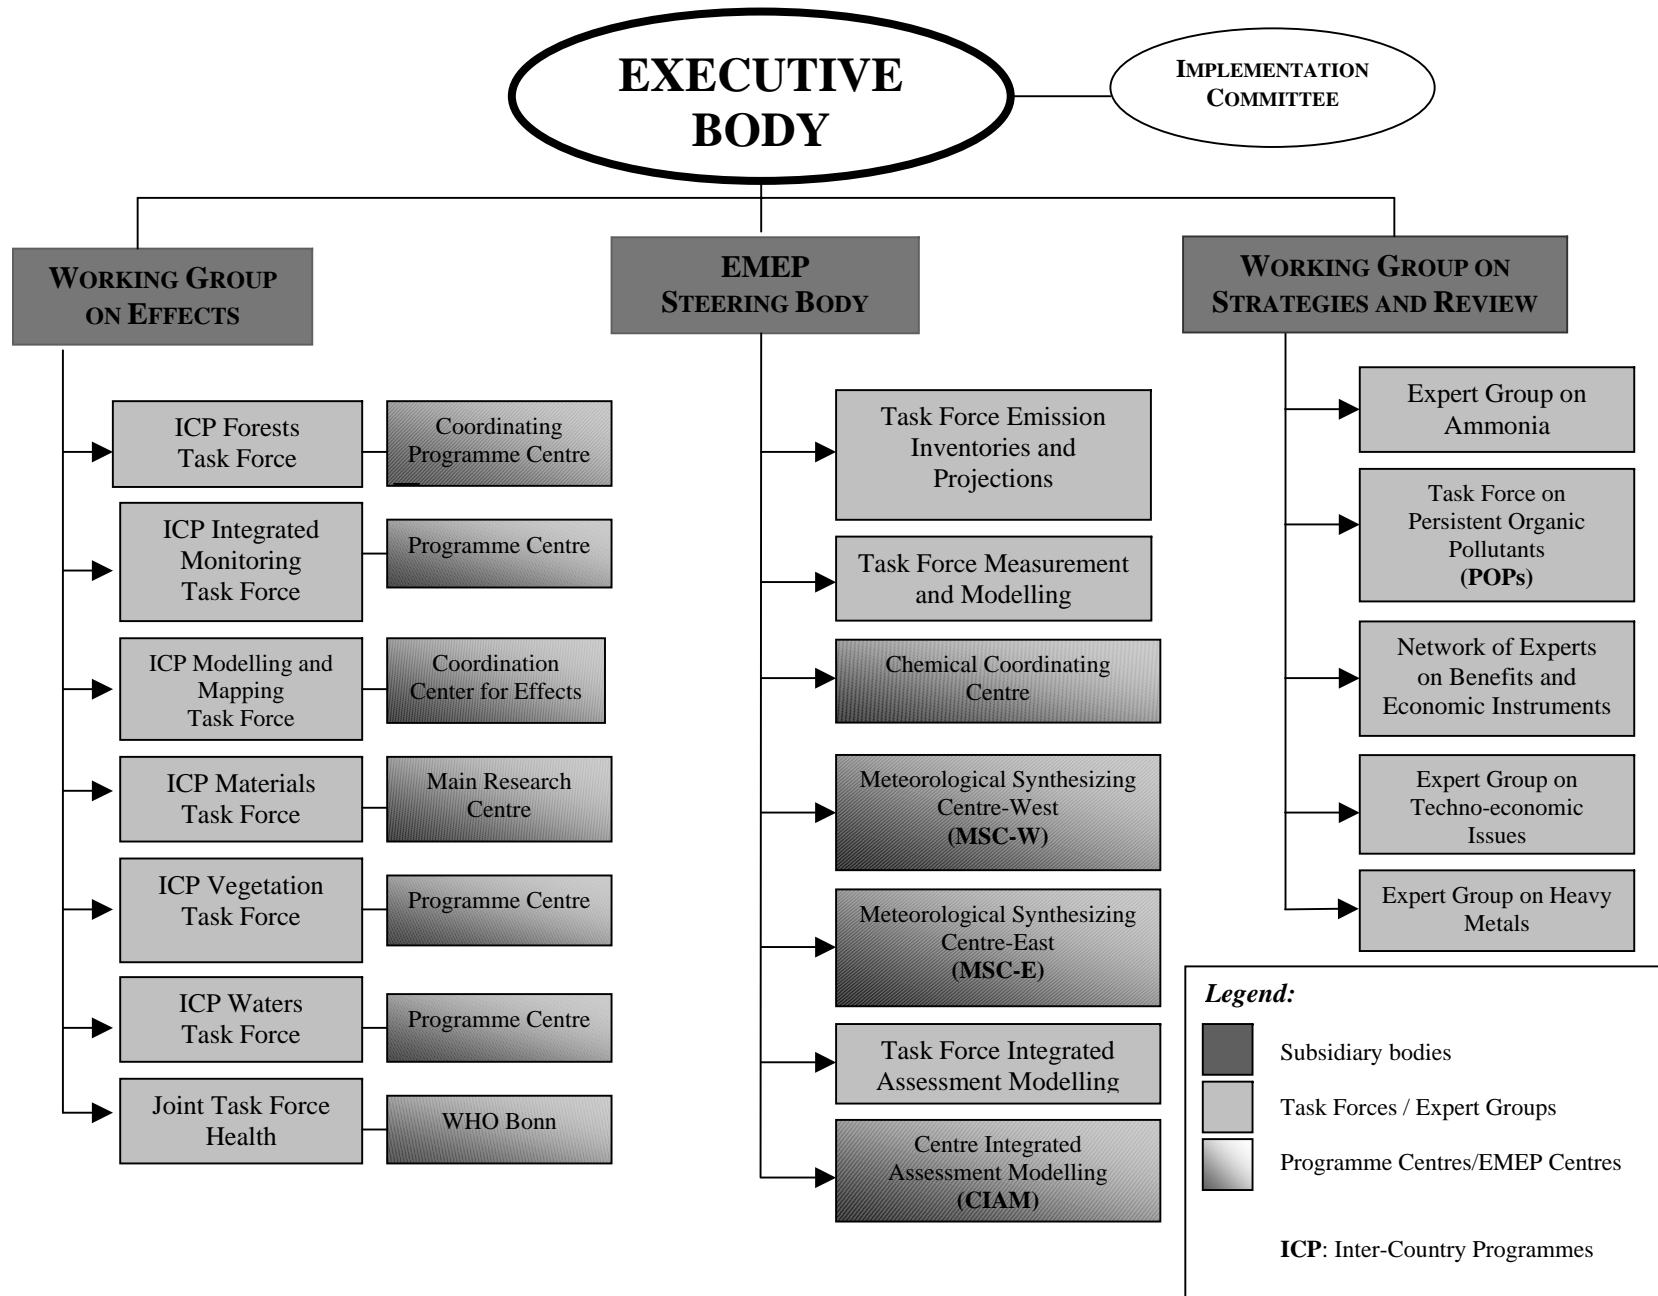 EXECUTIVE
BODY
IMPLEMENTATION
COMMITTEE
WORKING GROUP
ON EFFECTS
ICP Forests
Task Force
Coordinating
Programme Centre
ICP Integrated
Monitoring
Task Force
Programme Centre
ICP Modelling and
Mapping
Task Force
Coordination
Center for Effects
ICP Materials
Task Force
Main Research
Centre
ICP Vegetation
Task Force
Programme Centre
ICP Waters
Task Force
Programme Centre
Joint Task Force
Health
WHO Bonn
EMEP
STEERING BODY
Task Force Emission
Inventories and
Projections
Task Force Measurement
and Modelling
Chemical Coordinating
Centre
Meteorological Synthesizing
Centre-West
(MSC-W)
Meteorological Synthesizing
Centre-East
(MSC-E)
Task Force Integrated
Assessment Modelling
Centre Integrated
Assessment Modelling
(CIAM)
WORKING GROUP ON
STRATEGIES AND REVIEW
Expert Group on
Ammonia
Task Force on
Persistent Organic
Pollutants
(POPs)
Network of Experts
on Benefits and
Economic Instruments
Expert Group on
Techno-economic
Issues
Expert Group on Heavy
Metals
Legend:
Subsidiary bodies
Task Forces / Expert Groups
Programme Centres/EMEP Centres
ICP: Inter-Country Programmes